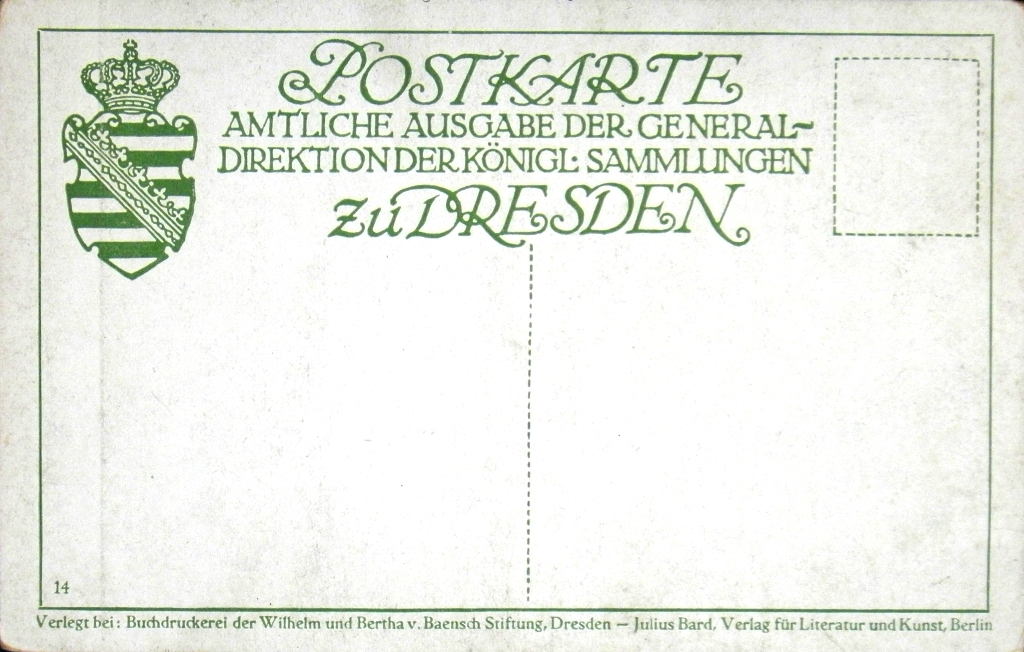 POSTKARTE
AMTLICHE AUSGABE DER GENERAL-
DIREKTION DER KÖNIGL· SAMMLUNGEN
zu DRESDEN
14
Verlegt bei: Buchdruckerei der Wilhelm und Bertha v. Baensch Stiftung, Dresden — Julius Bard, Verlag für Literatur und Kunst, Berlin